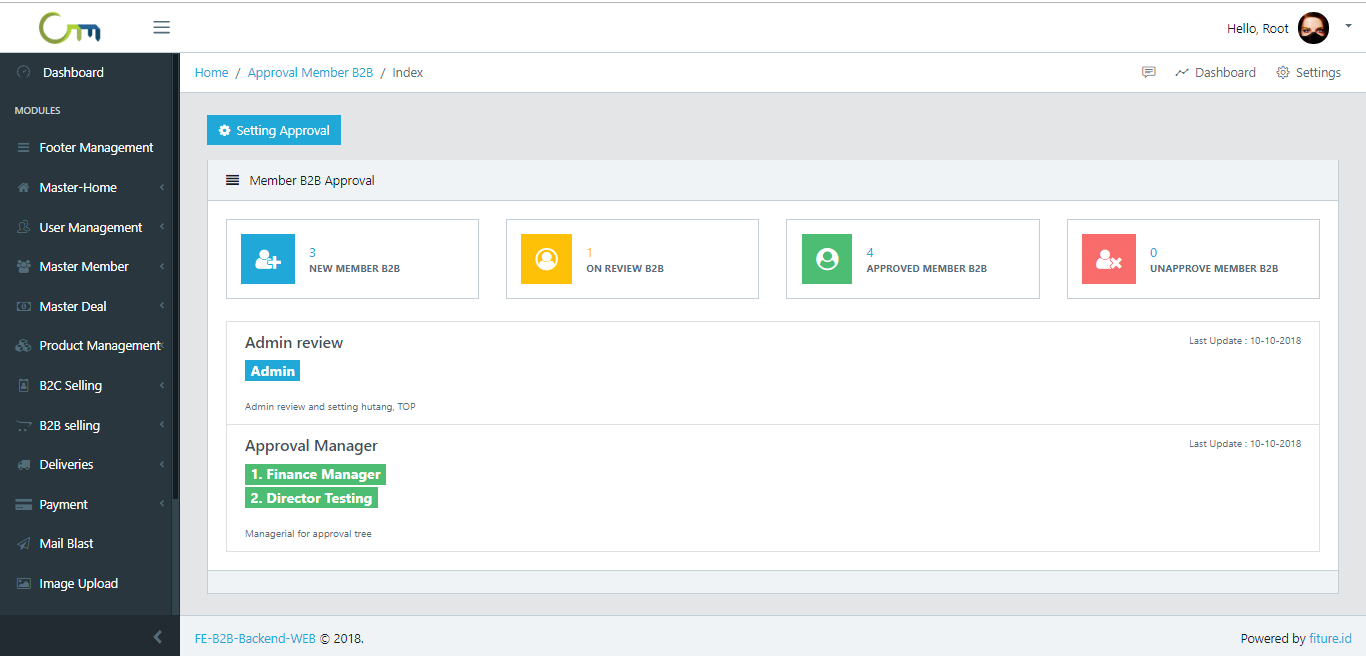 Hello, Root
Dashboard
MODULES
Footer Management
Master-Home
User Management
Master Member
Master Deal
Product Management
B2C Selling
B2B selling
Deliveries
Payment
Mail Blast
Image Upload
Home / Approval Member B2B / Index
Dashboard
Settings
Setting Approval
Member B2B Approval
3
NEW MEMBER B2B
1
ON REVIEW B2B
4
APPROVED MEMBER B2B
0
UNAPPROVE MEMBER B2B
Admin review
Last Update : 10-10-2018
Admin
Admin review and setting hutang, TOP
Approval Manager
Last Update : 10-10-2018
1. Finance Manager
2. Director Testing
Managerial for approval tree
FE-B2B-Backend-WEB © 2018.
Powered by fiture.id